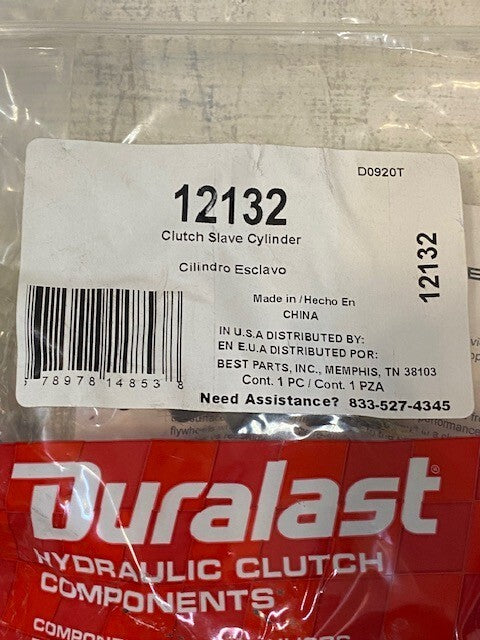 D0920T
12132
Clutch Slave Cylinder
Cilindro Esclavo
12132
Made in / Hecho En
CHINA
IN U.S.A DISTRIBUTED BY:
EN E.U.A DISTRIBUTED POR:
BEST PARTS, INC., MEMPHIS, TN 38103
Cont. 1 PC / Cont. 1 PZA
78978 14853 8
Need Assistance? 833-527-4345
performance
flywheels
Duralast®
HYDRAULIC CLUTCH
COMPONENTS